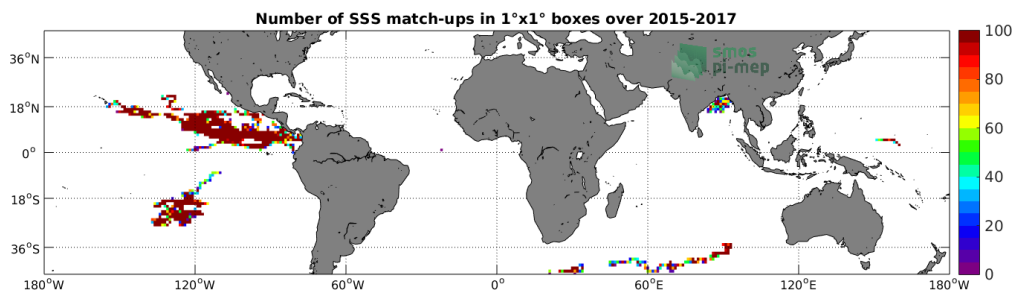 Number of SSS match-ups in 1°x1° boxes over 2015-2017
smos
pi-mep
36°N
18°N
0°
18°S
36°S
180°W
120°W
60°W
0°
60°E
120°E
180°W
100
80
60
40
20
0